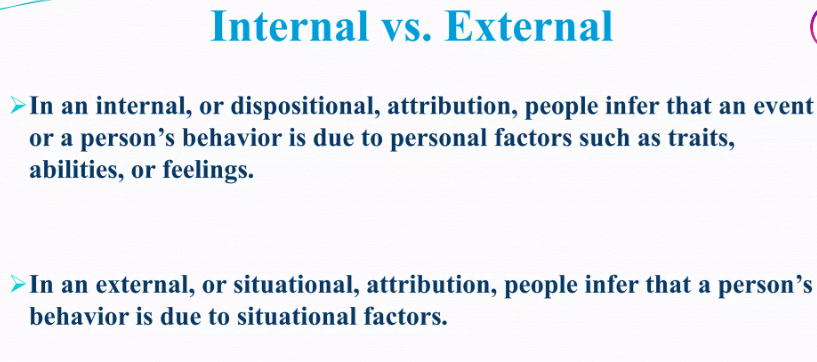 Internal vs. External
➢In an internal, or dispositional, attribution, people infer that an event
or a person’s behavior is due to personal factors such as traits,
abilities, or feelings.
➢In an external, or situational, attribution, people infer that a person’s
behavior is due to situational factors.